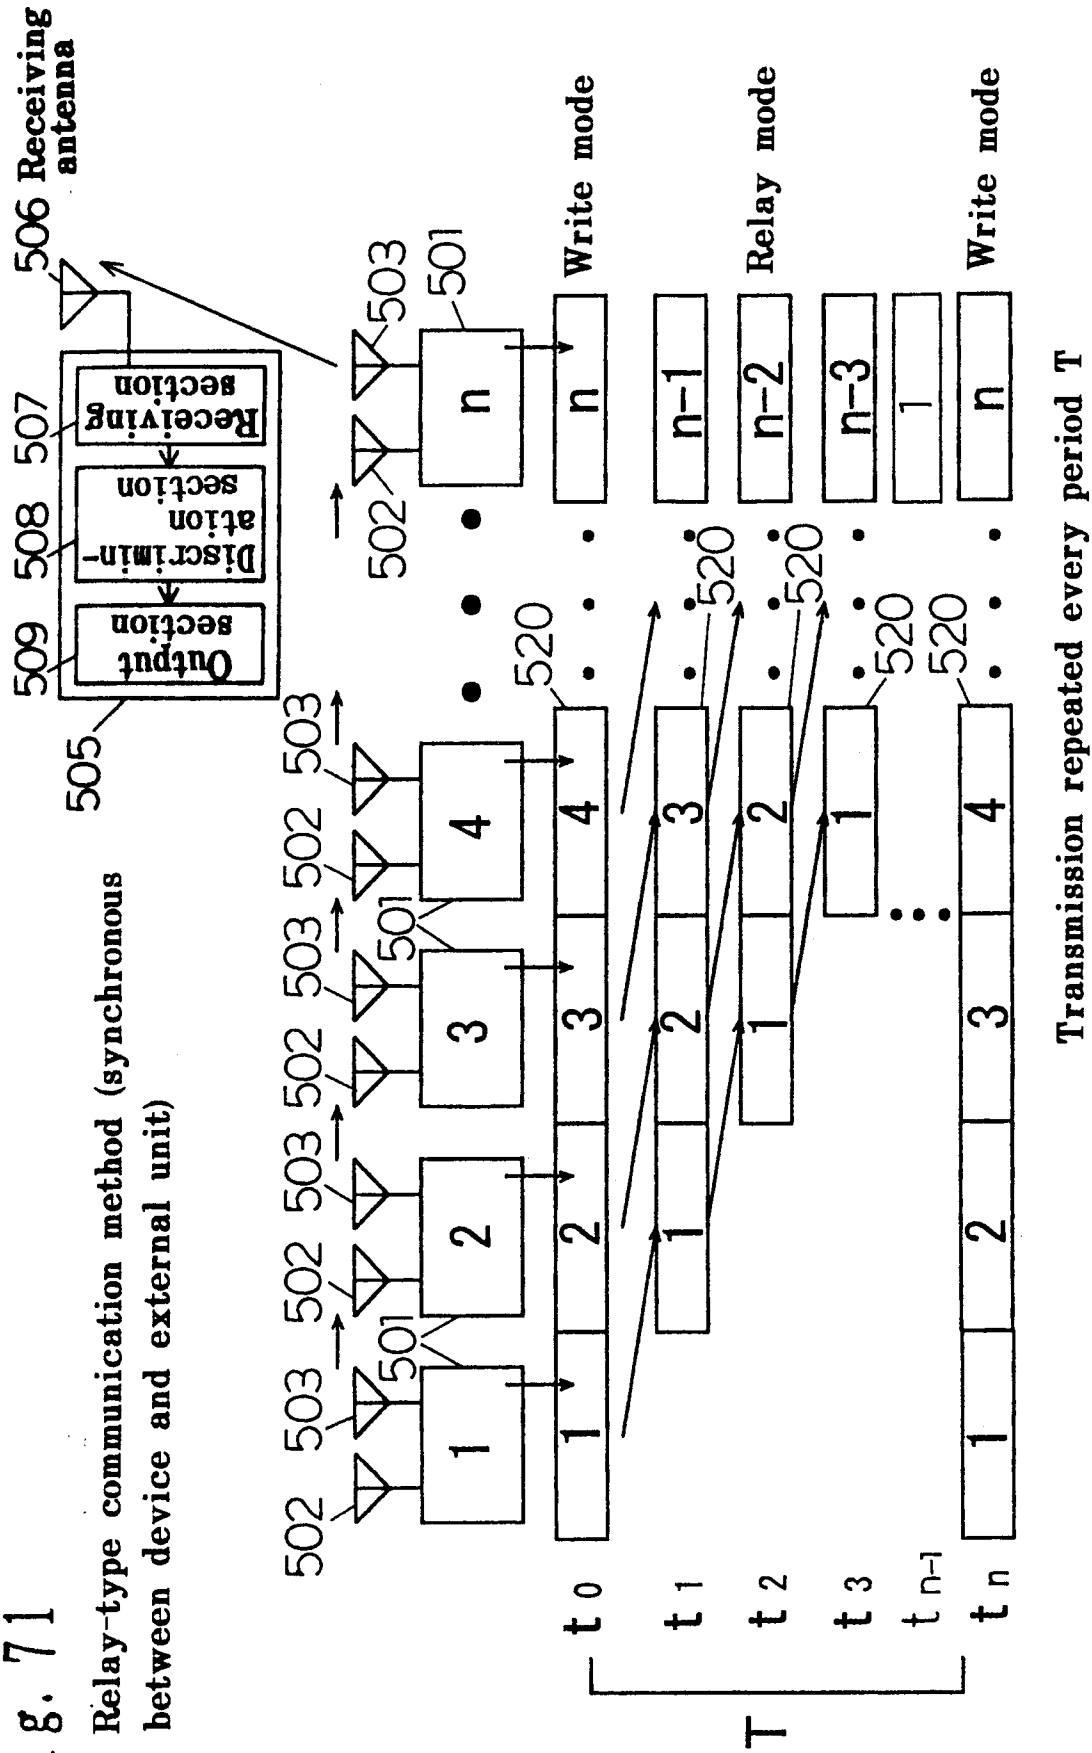 . g. 71
Relay-type communication method (synchronous
between device and external unit)
506 Receiving
antenna
507
508
509
505
Receiving
section
Discrimin-
ation
section
Output
section
502
503
502
503
502
503
502
503
502
503
501
501
501
1
2
3
4
n
t0
1
2
3
4
n
Write mode
520
t1
1
2
3
n-1
520
t2
1
2
n-2
Relay mode
520
t3
1
n-3
520
tn-1
1
tn
1
2
3
4
n
Write mode
520
T
Transmission repeated every period T